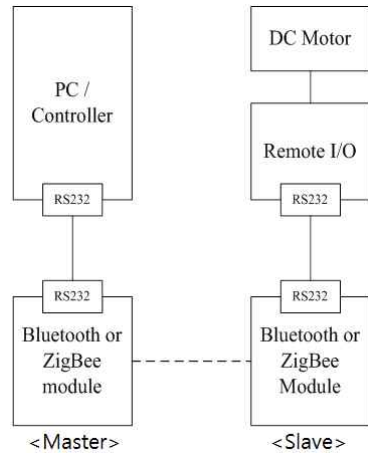 PC /
Controller
RS232
RS232
Bluetooth or
ZigBee
module
<Master>
DC Motor
Remote I/O
RS232
RS232
Bluetooth or
ZigBee
Module
<Slave>